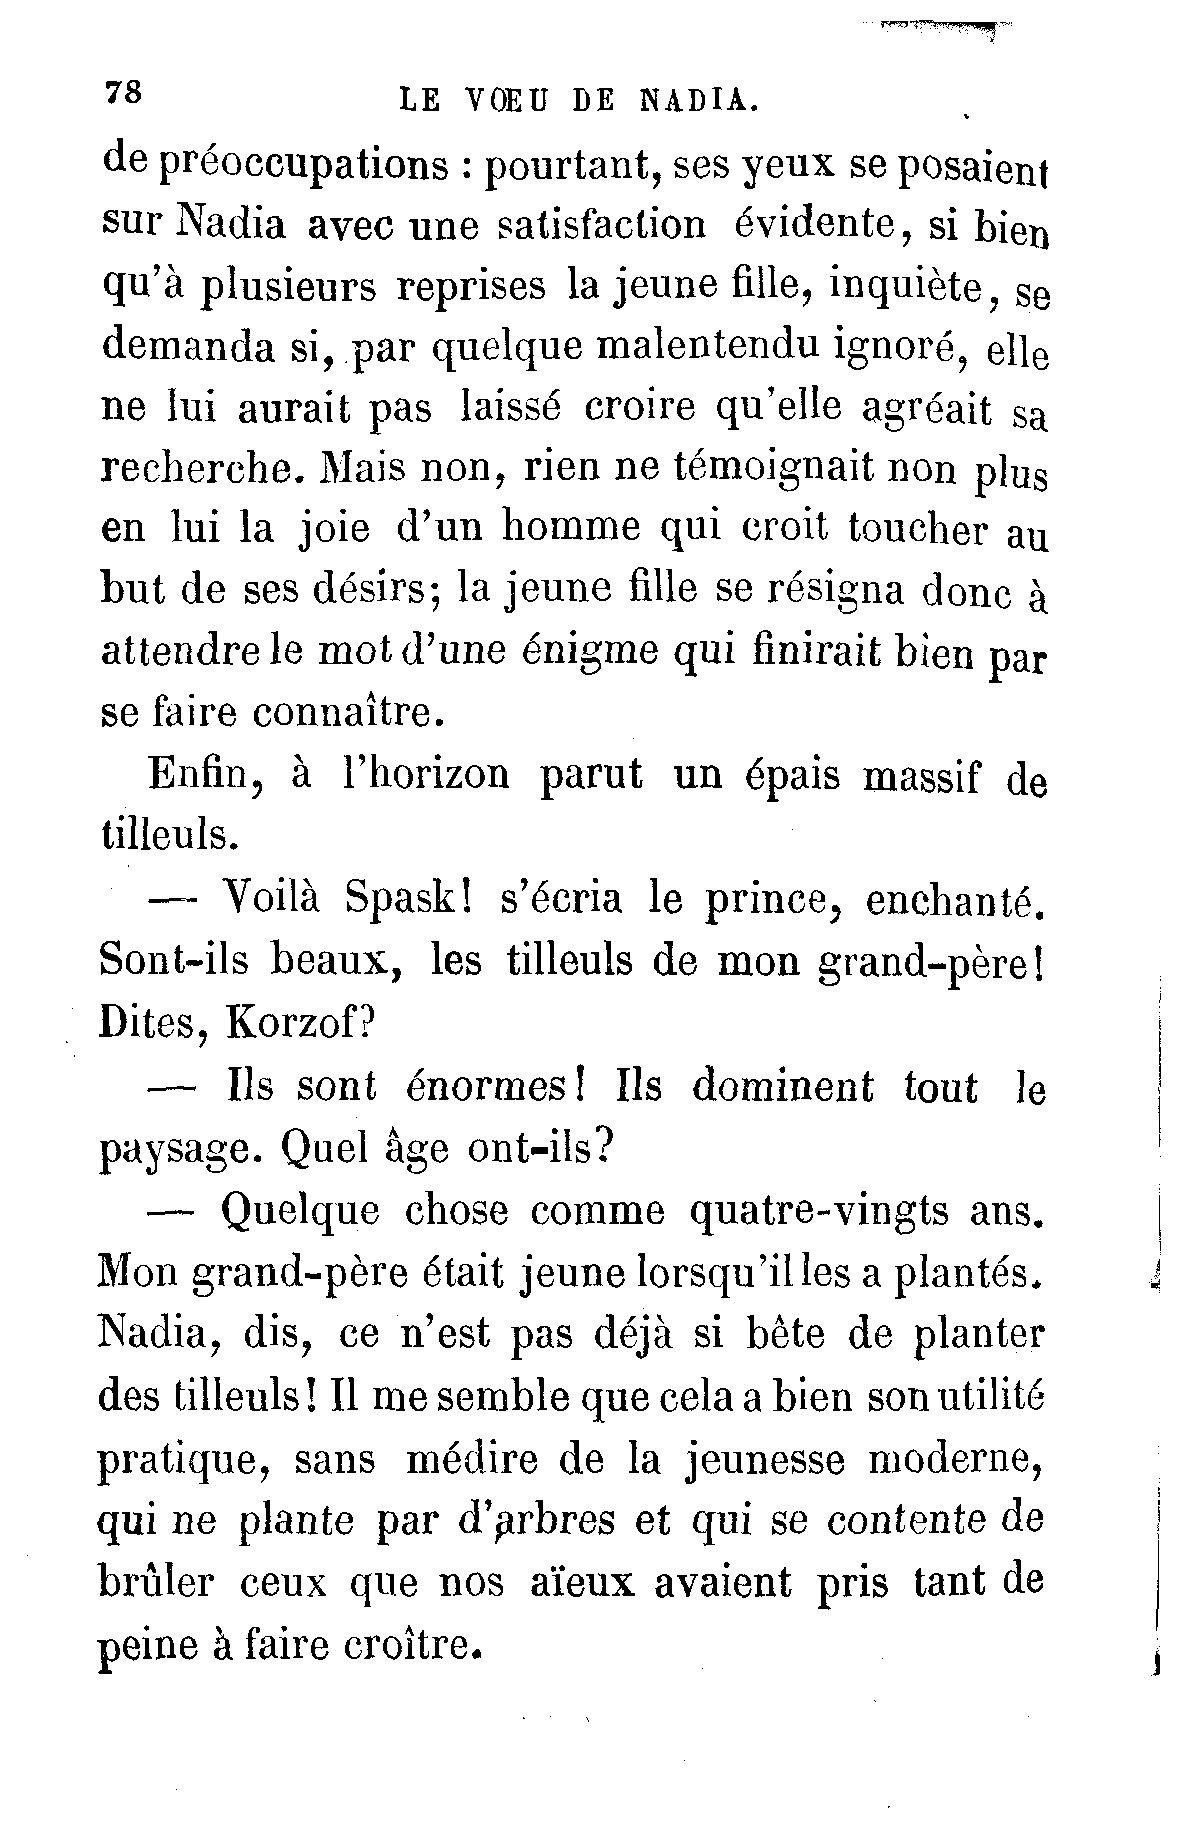 78 LE VŒU DE NADIA.
de préoccupations : pourtant, ses yeux se posaient
sur Nadia avec une satisfaction évidente, si bien
qu'à plusieurs reprises la jeune fille, inquiète, se
demanda si, par quelque malentendu ignoré, elle
ne lui aurait pas laissé croire qu'elle agréait sa
recherche. Mais non, rien ne témoignait non plus
en lui la joie d'un homme qui croit toucher au
but de ses désirs; la jeune fille se résigna donc à
attendre le mot d'une énigme qui finirait bien par
se faire connaître.
Enfin, à l'horizon parut un épais massif de
tilleuls.
— Voilà Spask! s'écria le prince, enchanté.
Sont-ils beaux, les tilleuls de mon grand-père!
Dites, Korzof?
— Ils sont énormes! Ils dominent tout le
paysage. Quel âge ont-ils?
— Quelque chose comme quatre-vingts ans.
Mon grand-père était jeune lorsqu'il les a plantés.
Nadia, dis, ce n'est pas déjà si bête de planter
des tilleuls! Il me semble que cela a bien son utilité
pratique, sans médire de la jeunesse moderne,
qui ne plante par d'arbres et qui se contente de
brûler ceux que nos aïeux avaient pris tant de
peine à faire croître.